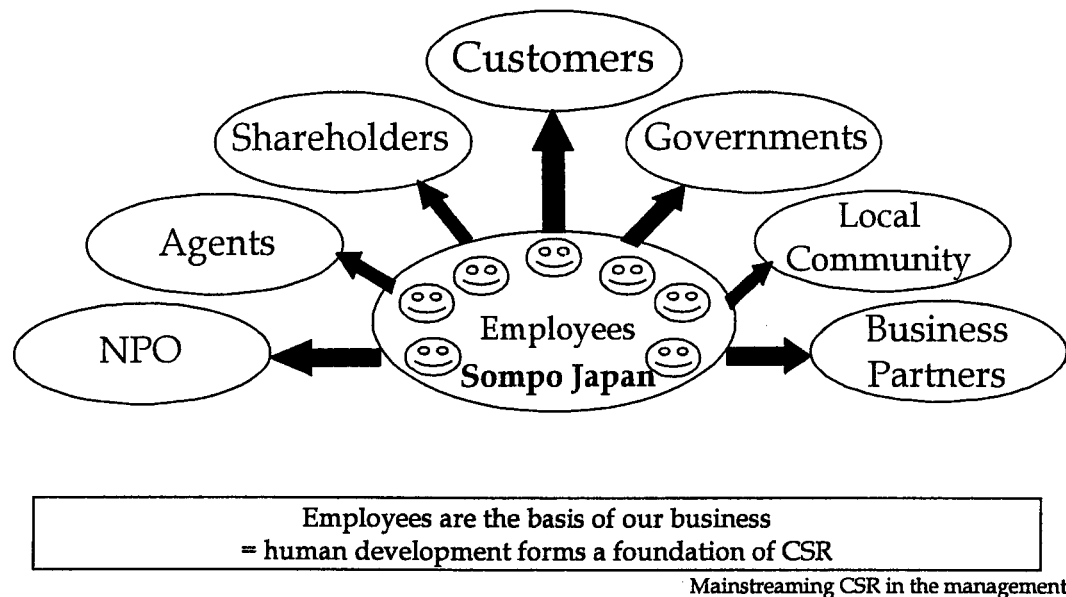 Customers
Shareholders
Governments
Agents
Local
Community
NPO
Employees
Sompo Japan
Business
Partners
Employees are the basis of our business
= human development forms a foundation of CSR
Mainstreaming CSR in the management